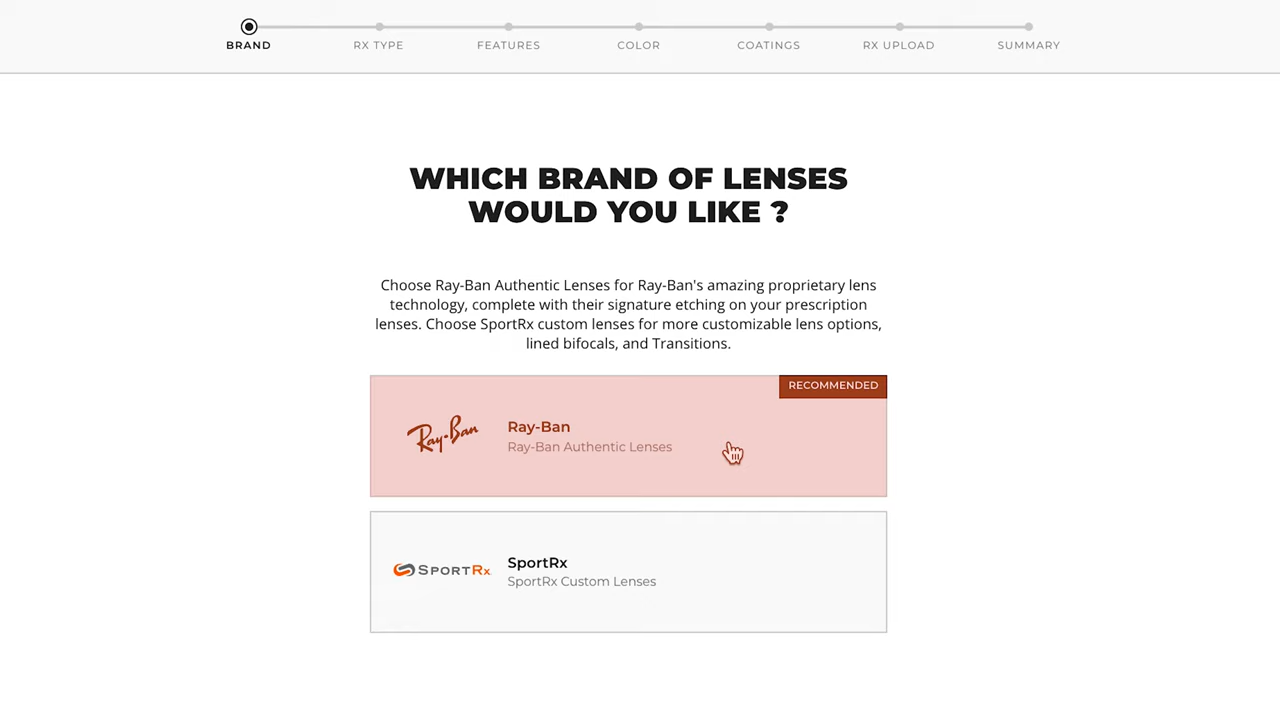 BRAND RX TYPE FEATURES COLOR COATINGS RX UPLOAD SUMMARY
WHICH BRAND OF LENSES
WOULD YOU LIKE ?
Choose Ray-Ban Authentic Lenses for Ray-Ban's amazing proprietary lens
technology, complete with their signature etching on your prescription
lenses. Choose SportRx custom lenses for more customizable lens options,
lined bifocals, and Transitions.
RECOMMENDED
Ray-Ban
Ray-Ban
Ray-Ban Authentic Lenses
SPORTRX
SportRx
SportRx Custom Lenses